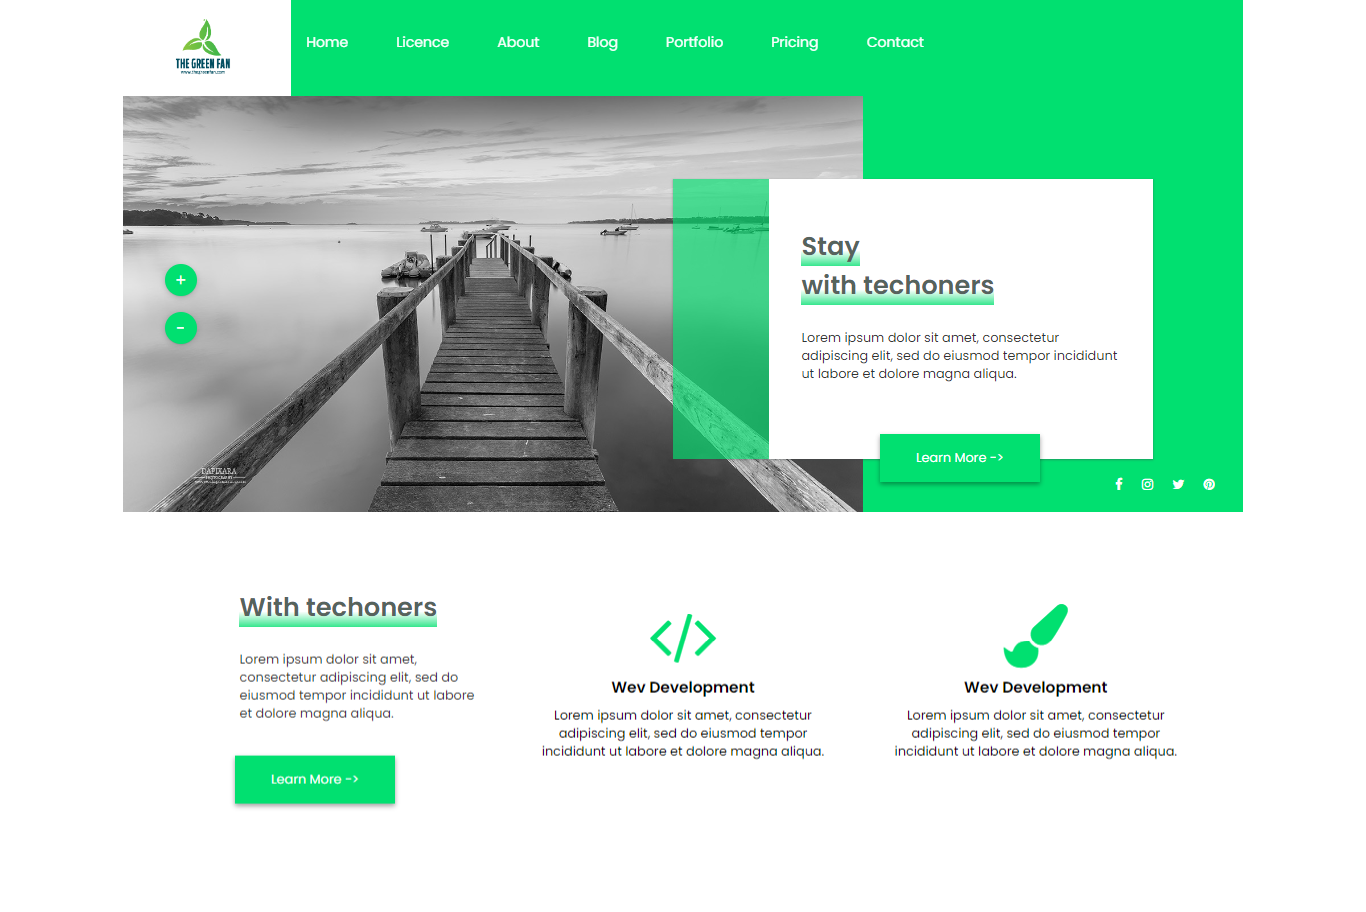 THE GREEN FAN
www.thegreenfan.com
Home Licence About Blog Portfolio Pricing Contact
+
-
Stay
with techoners
Lorem ipsum dolor sit amet, consectetur
adipiscing elit, sed do eiusmod tempor incididunt
ut labore et dolore magna aliqua.
Learn More ->
DAPIXARA
With techoners
Lorem ipsum dolor sit amet,
consectetur adipiscing elit, sed do
eiusmod tempor incididunt ut labore
et dolore magna aliqua.
Learn More ->
Wev Development
Lorem ipsum dolor sit amet, consectetur
adipiscing elit, sed do eiusmod tempor
incididunt ut labore et dolore magna aliqua.
Wev Development
Lorem ipsum dolor sit amet, consectetur
adipiscing elit, sed do eiusmod tempor
incididunt ut labore et dolore magna aliqua.